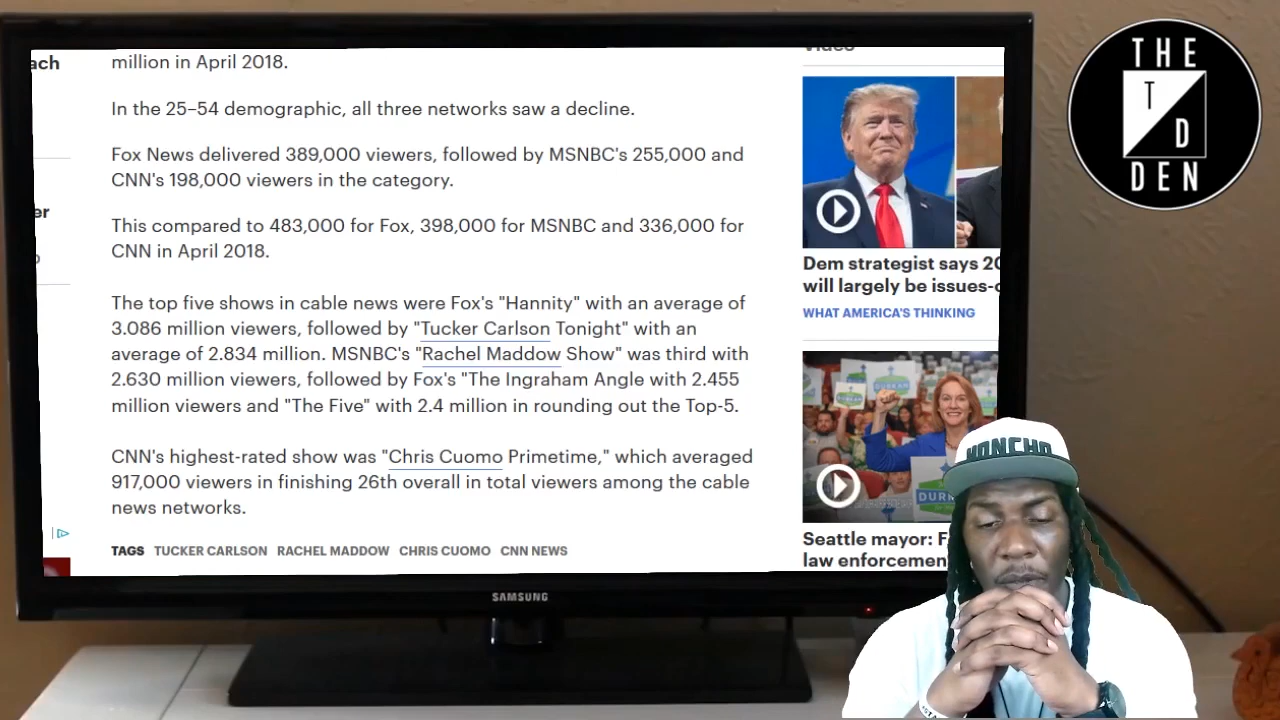 million in April 2018.
In the 25–54 demographic, all three networks saw a decline.
Fox News delivered 389,000 viewers, followed by MSNBC's 255,000 and
CNN's 198,000 viewers in the category.
This compared to 483,000 for Fox, 398,000 for MSNBC and 336,000 for
CNN in April 2018.
The top five shows in cable news were Fox's "Hannity" with an average of
3.086 million viewers, followed by "Tucker Carlson Tonight" with an
average of 2.834 million. MSNBC's "Rachel Maddow Show" was third with
2.630 million viewers, followed by Fox's "The Ingraham Angle with 2.455
million viewers and "The Five" with 2.4 million in rounding out the Top-5.
CNN's highest-rated show was "Chris Cuomo Primetime," which averaged
917,000 viewers in finishing 26th overall in total viewers among the cable
news networks.
TAGS TUCKER CARLSON RACHEL MADDOW CHRIS CUOMO CNN NEWS
ach
er
Video
Dem strategist says 20
will largely be issues-
WHAT AMERICA'S THINKING
DURKAN
Seattle mayor: F
law enforcemen
SAMSUNG
THE
T D
DEN
HONCHO